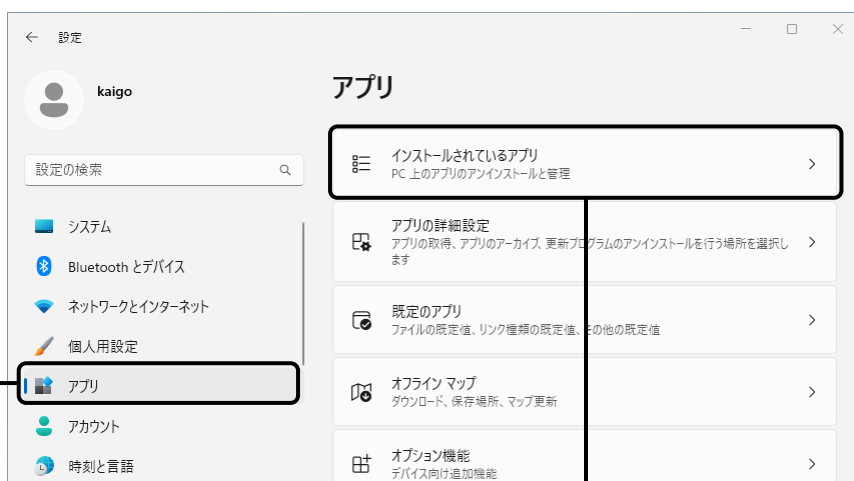 設定
kaigo
設定の検索
システム
Bluetooth とデバイス
ネットワークとインターネット
個人用設定
アプリ
アカウント
時刻と言語
アプリ
インストールされているアプリ
PC 上のアプリのアンインストールと管理
アプリの詳細設定
アプリの取得、アプリのアーカイブ、更新プログラムのアンインストールを行う場所を選択し
ます
既定のアプリ
ファイルの既定値、リンク種類の既定値、その他の既定値
オフライン マップ
ダウンロード、保存場所、マップ更新
オプション機能
デバイス向け追加機能